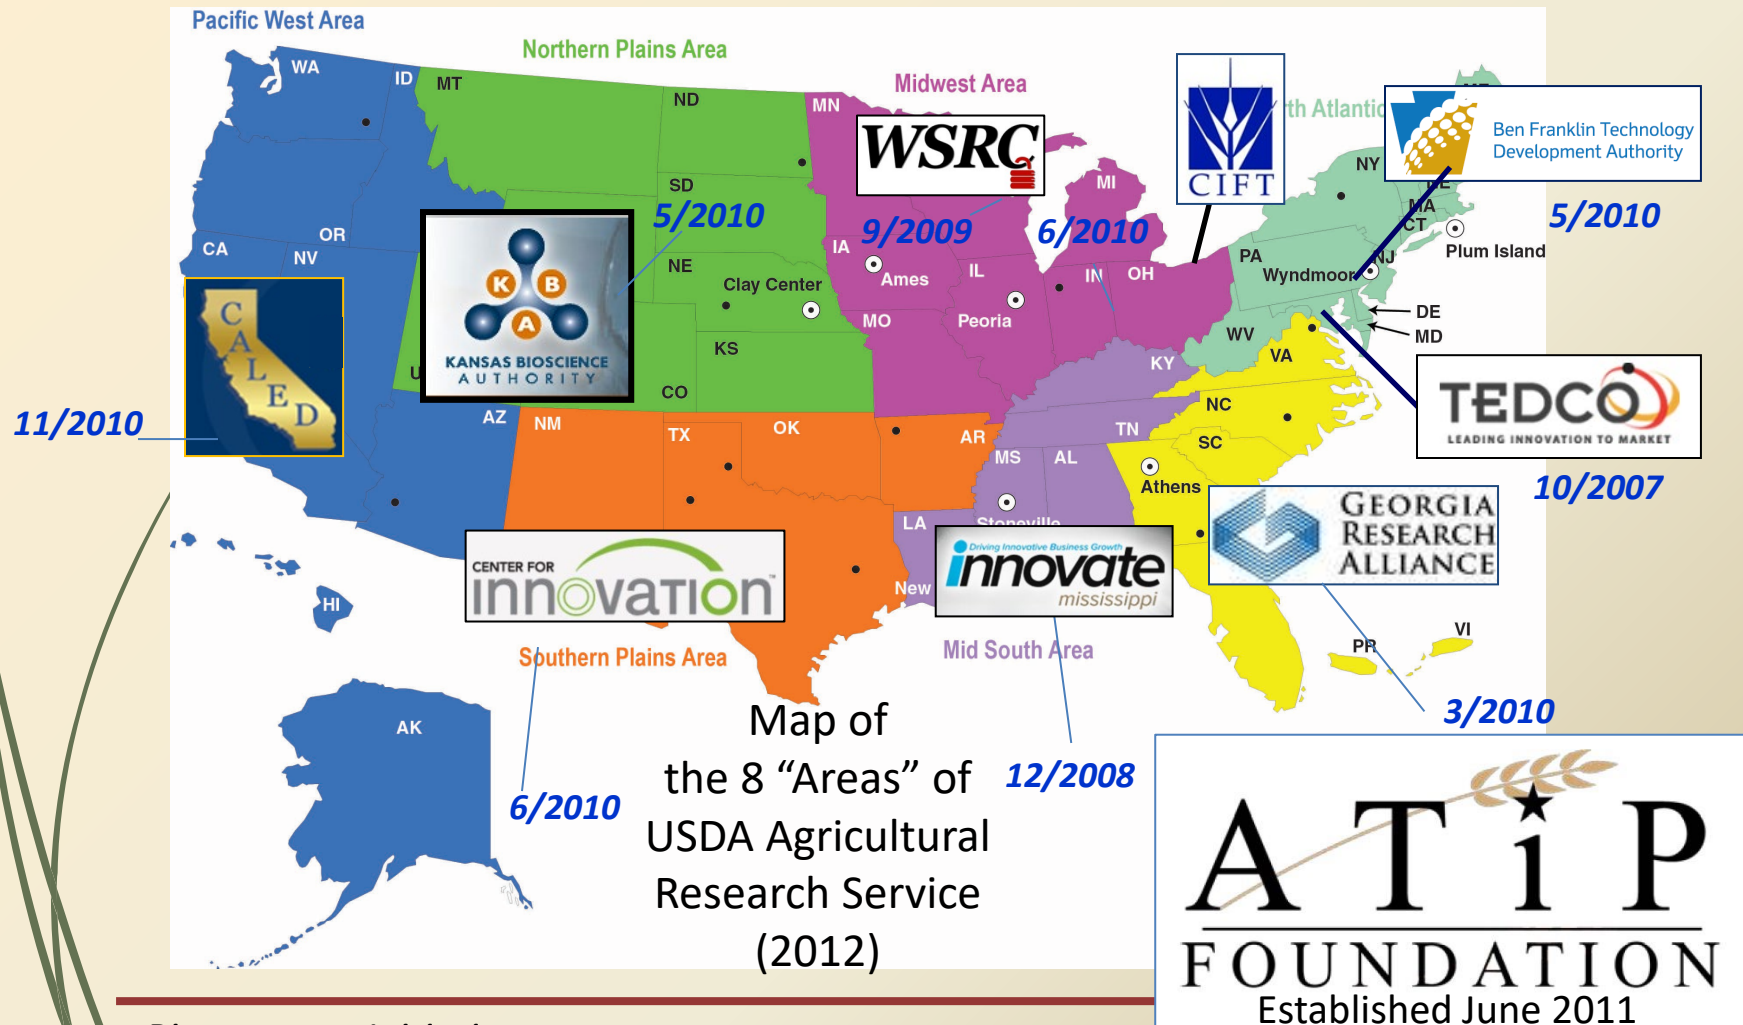 Pacific West Area
Northern Plains Area
Midwest Area
th Atlantic
WA
ID
MT
ND
MN
WSRC
CIFT
Ben Franklin Technology
Development Authority
NY
MI
SD
5/2010
9/2009
6/2010
MA
CT
5/2010
Plum Island
OR
CA
NV
IA
NE
Ames
IL
IN
OH
PA
NJ
Wyndmoor
Clay Center
KBA
KANSAS BIOSCIENCE
AUTHORITY
MO
Peoria
DE
MD
WV
VA
KS
KY
CO
CALED
11/2010
AZ
NM
TX
OK
AR
TN
NC
SC
MS
AL
TEDCO
LEADING INNOVATION TO MARKET
10/2007
Athens
LA
Stoneville
GEORGIA
RESEARCH
ALLIANCE
CENTER FOR
innovation™
Driving Innovative Business Growth
innovate
mississippi
New
HI
Southern Plains Area
Mid South Area
PR
VI
3/2010
AK
6/2010
12/2008
Map of
the 8 “Areas” of
USDA Agricultural
Research Service
(2012)
ATiP
FOUNDATION
Established June 2011